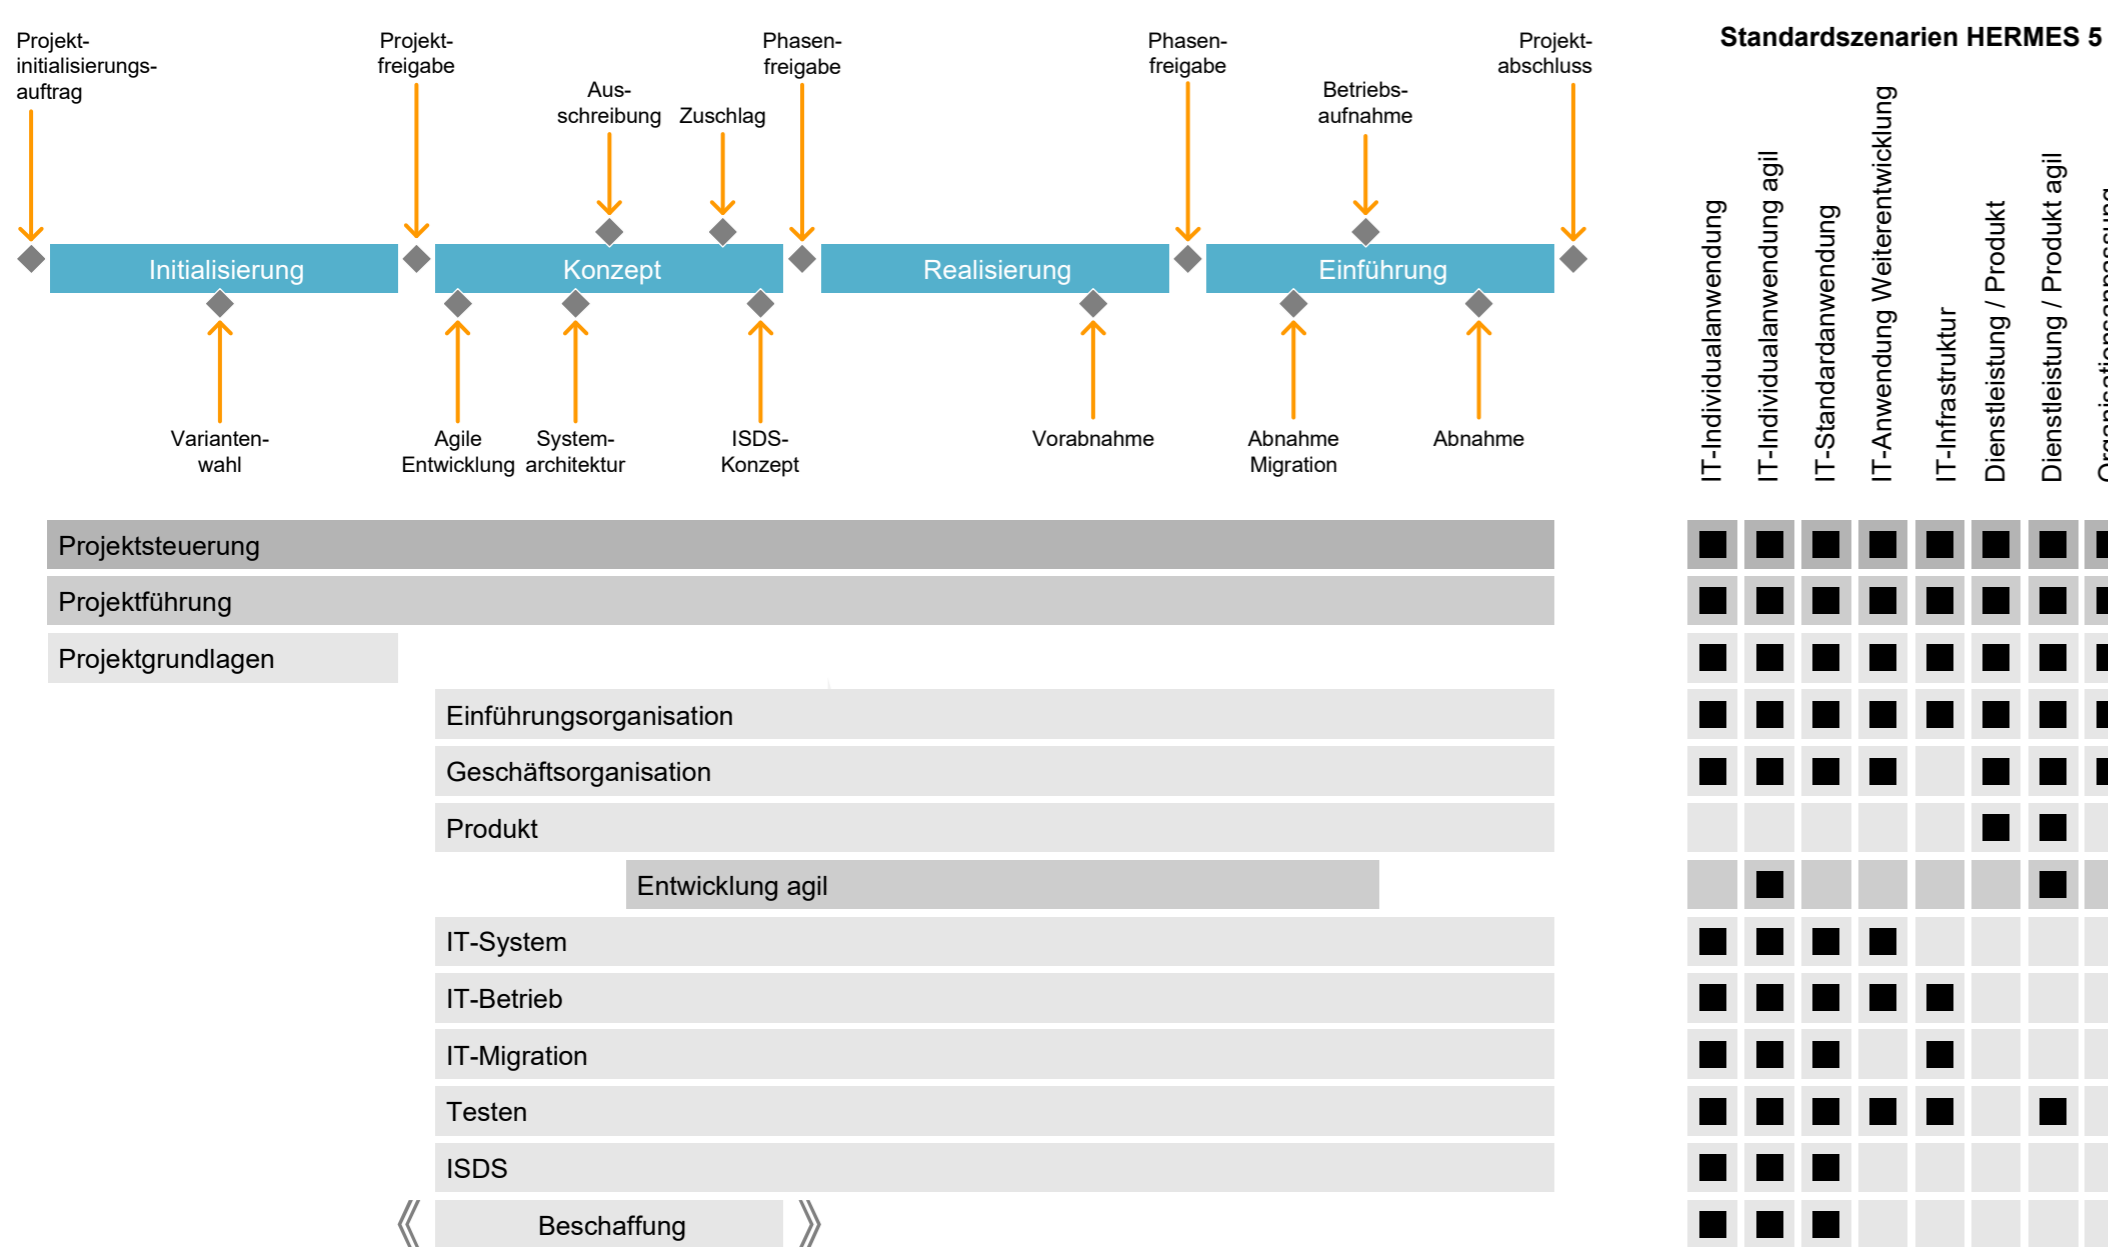 Projekt-
initialisierungs-
auftrag
Projekt-
freigabe
Aus-
schreibung
Zuschlag
Phasen-
freigabe
Phasen-
freigabe
Betriebs-
aufnahme
Projekt-
abschluss
Initialisierung
Konzept
Realisierung
Einführung
Varianten-
wahl
Agile
Entwicklung
System-
architektur
ISDS-
Konzept
Vorabnahme
Abnahme
Migration
Abnahme
Standardszenarien HERMES 5
IT-Individualanwendung
IT-Individualanwendung agil
IT-Standardanwendung
IT-Anwendung Weiterentwicklung
IT-Infrastruktur
Dienstleistung / Produkt
Dienstleistung / Produkt agil
Projektsteuerung
Projektführung
Projektgrundlagen
Einführungsorganisation
Geschäftsorganisation
Produkt
Entwicklung agil
IT-System
IT-Betrieb
IT-Migration
Testen
ISDS
Beschaffung